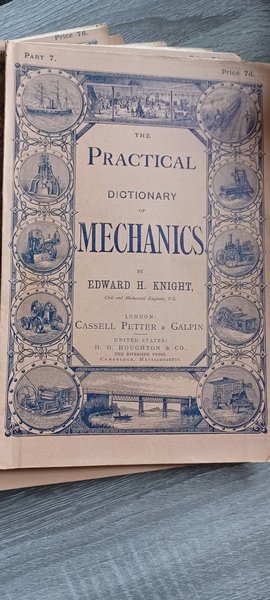 Price 7d.
Part 7.
Price 7d.
THE
PRACTICAL
DICTIONARY
OF
MECHANICS
BY
EDWARD H. KNIGHT,
Civil and Mechanical Engineer, U.S.
LONDON:
CASSELL PETTER & GALPIN.
UNITED STATES:
H. O. HOUGHTON & CO.,
THE RIVERSIDE PRESS,
CAMBRIDGE, MASSACHUSETTS.